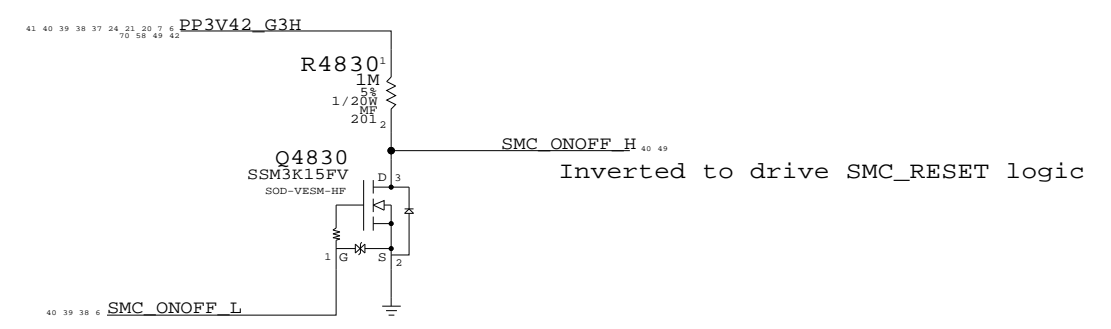 41 40 39 38 37 24 21 20 7 6 PP3V42_G3H
70 58 49 42
R4830 1
1M
5%
1/20W
MF
201 2
SMC_ONOFF_H 40 49
Inverted to drive SMC_RESET logic
Q4830
SSM3K15FV
SOD-VESM-HF
D 3
1 G S 2
40 39 38 6 SMC_ONOFF_L